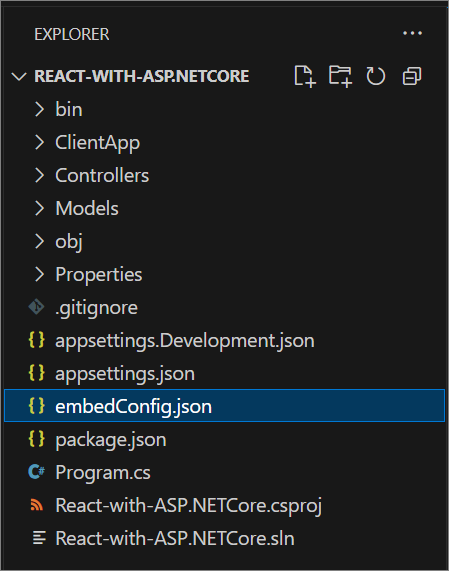 EXPLORER
REACT-WITH-ASP.NETCORE
bin
ClientApp
Controllers
Models
obj
Properties
.gitignore
{} appsettings.Development.json
{} appsettings.json
{} embedConfig.json
{} package.json
C# Program.cs
React-with-ASP.NETCore.csproj
React-with-ASP.NETCore.sln